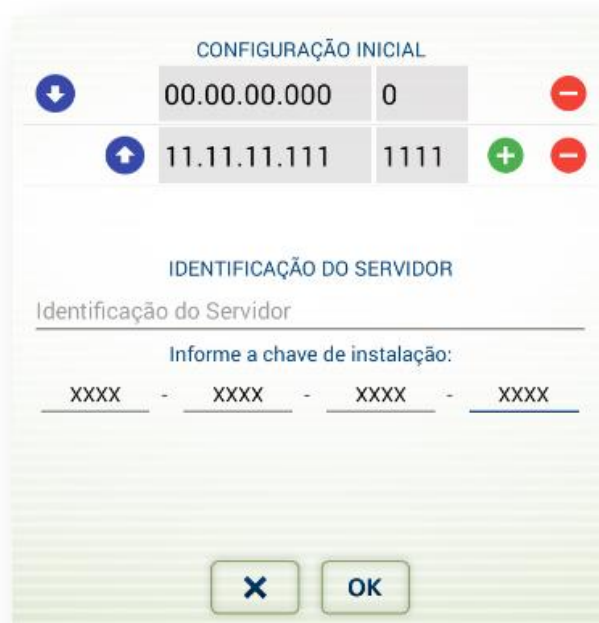 CONFIGURAÇÃO INICIAL
00.00.00.000 0
11.11.11.111 1111
IDENTIFICAÇÃO DO SERVIDOR
Identificação do Servidor
Informe a chave de instalação:
XXXX - XXXX - XXXX - XXXX
OK